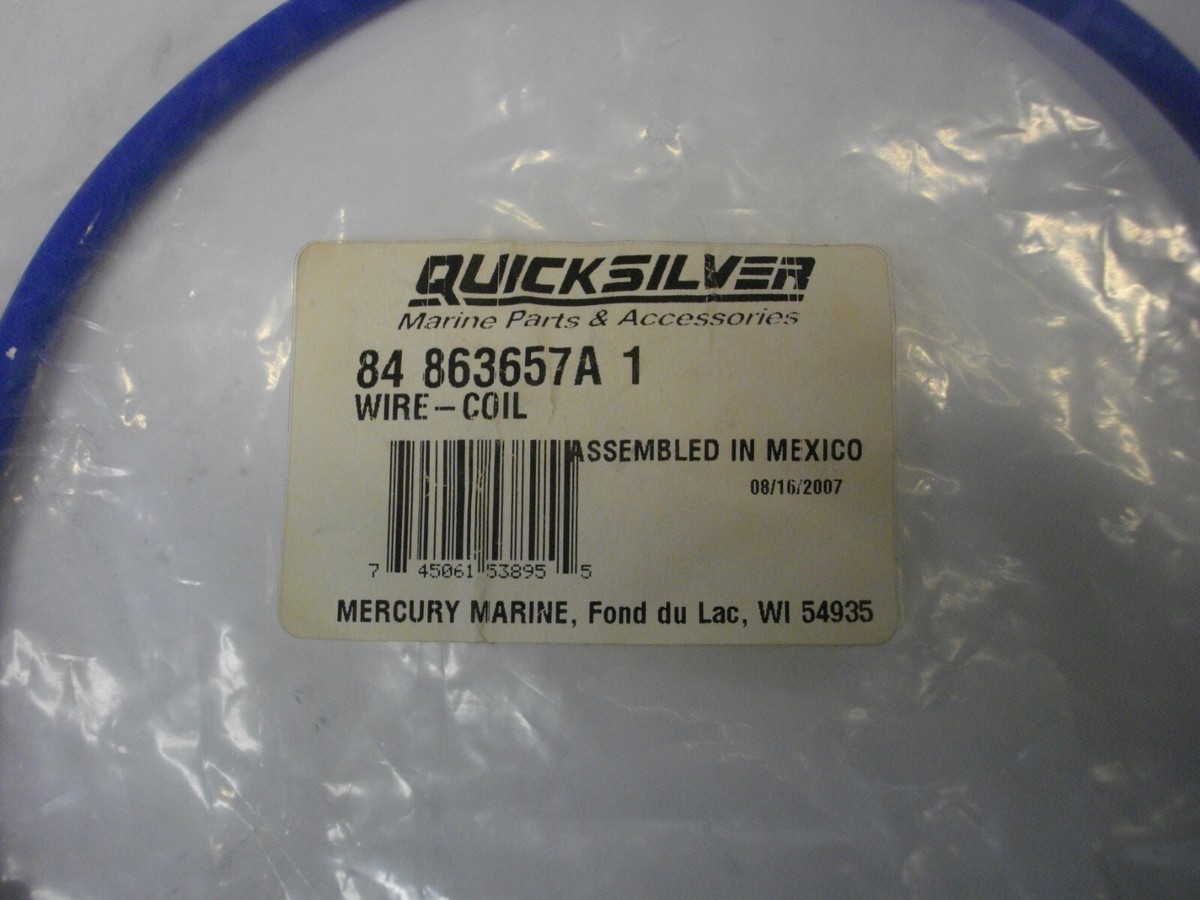 QUICKSILVER
Marine Parts & Accessories
84 863657A 1
WIRE-COIL
ASSEMBLED IN MEXICO
08/16/2007
7 45061 53895 5
MERCURY MARINE, Fond du Lac, WI 54935